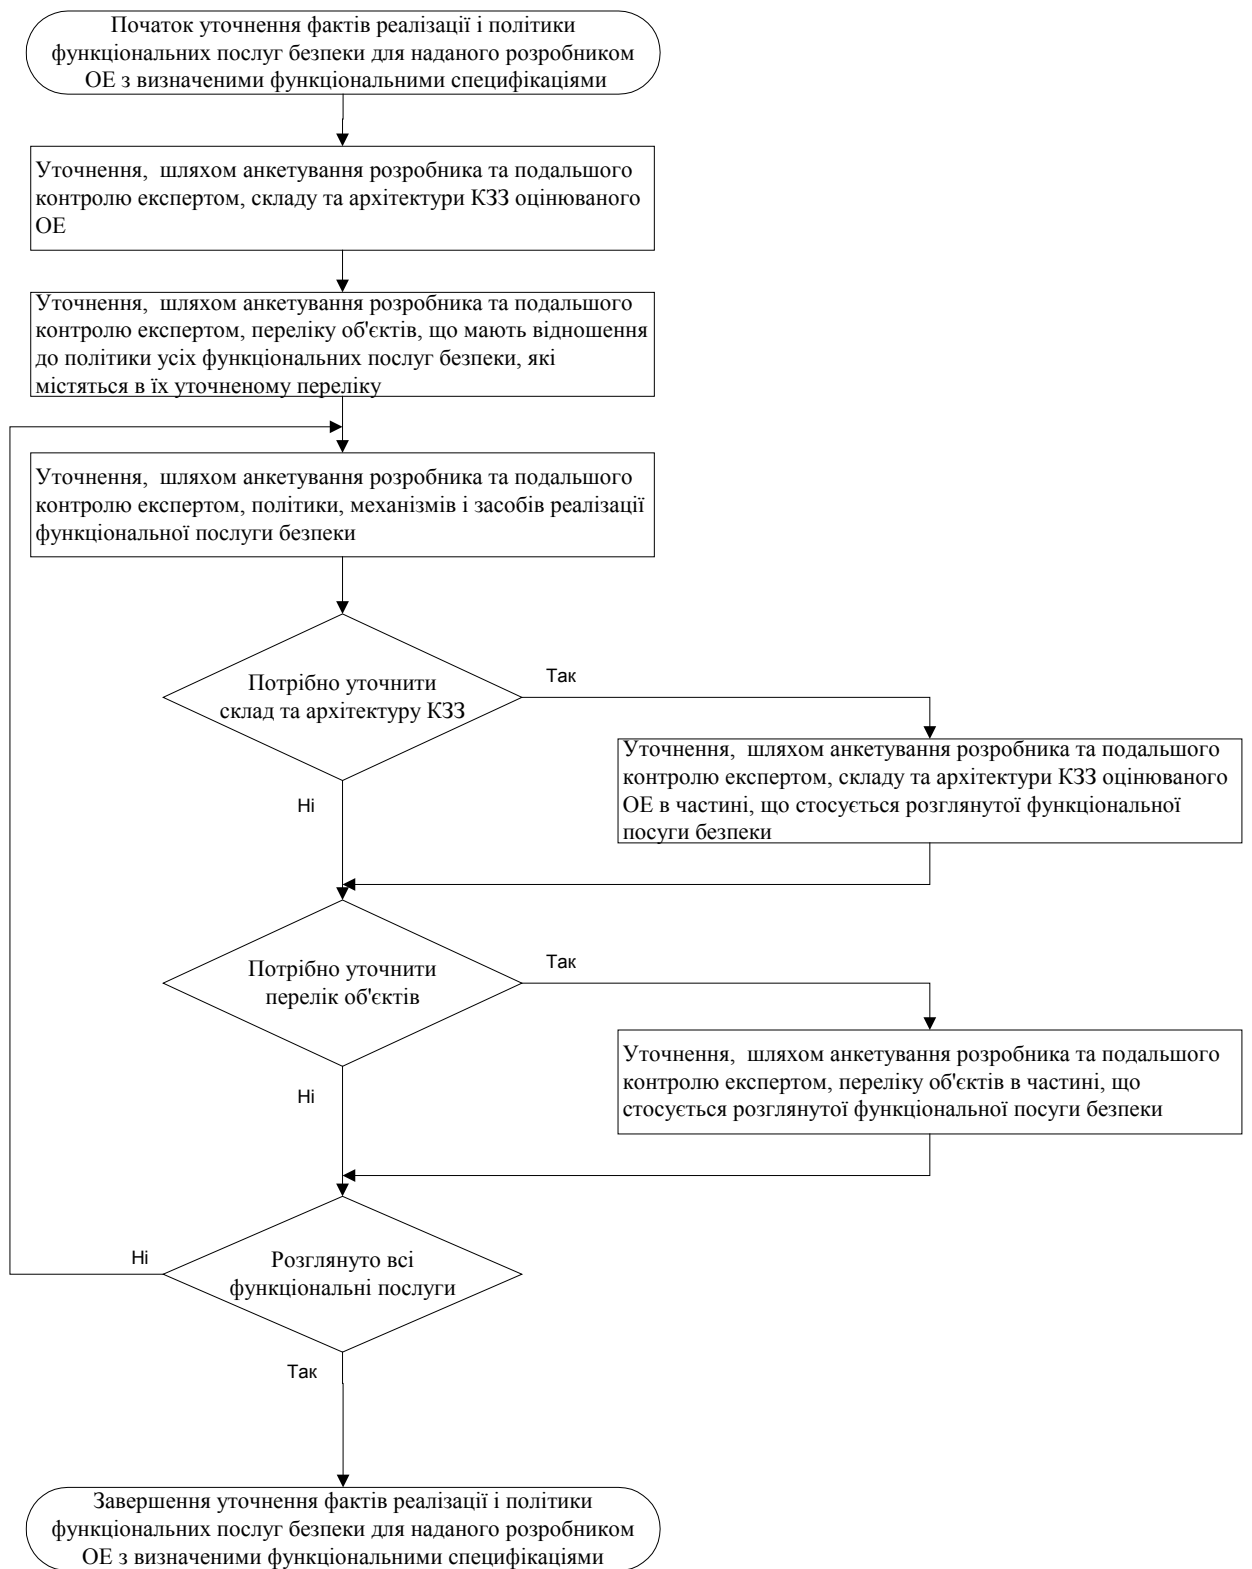 Початок уточнення фактів реалізації і політики
функціональних послуг безпеки для наданого розробником
ОЕ з визначеними функціональними специфікаціями
Уточнення, шляхом анкетування розробника та подальшого
контролю експертом, складу та архітектури КЗЗ оцінюваного
ОЕ
Уточнення, шляхом анкетування розробника та подальшого
контролю експертом, переліку об'єктів, що мають відношення
до політики усіх функціональних послуг безпеки, які
містяться в їх уточненому переліку
Уточнення, шляхом анкетування розробника та подальшого
контролю експертом, політики, механізмів і засобів реалізації
функціональної послуги безпеки
Потрібно уточнити
склад та архітектуру КЗЗ
Так
Ні
Уточнення, шляхом анкетування розробника та подальшого
контролю експертом, складу та архітектури КЗЗ оцінюваного
ОЕ в частині, що стосується розглянутої функціональної
посуги безпеки
Потрібно уточнити
перелік об'єктів
Так
Ні
Уточнення, шляхом анкетування розробника та подальшого
контролю експертом, переліку об'єктів в частині, що
стосується розглянутої функціональної посуги безпеки
Розглянуто всі
функціональні послуги
Ні
Так
Завершення уточнення фактів реалізації і політики
функціональних послуг безпеки для наданого розробником
ОЕ з визначеними функціональними специфікаціями